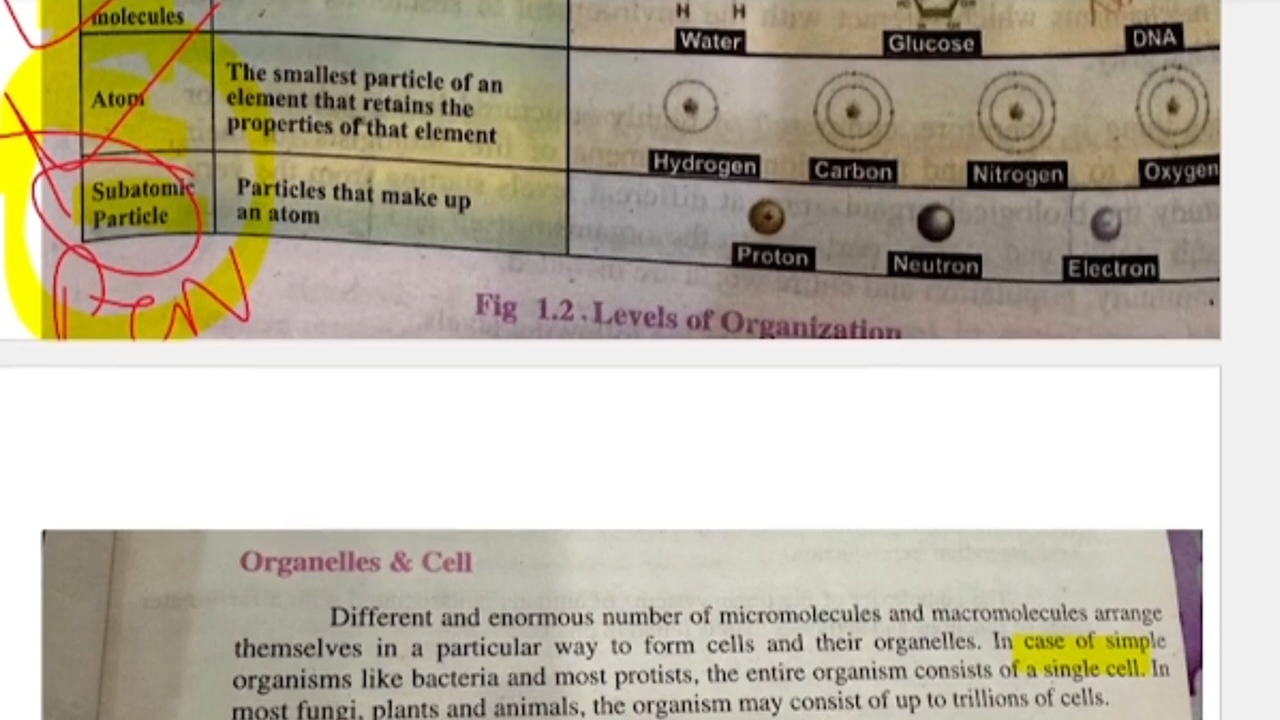 molecules
H H
Water Glucose DNA
Atom
The smallest particle of an
element that retains the
properties of that element
Hydrogen Carbon Nitrogen Oxygen
Subatomic
Particle
Particles that make up
an atom
Proton Neutron Electron
Fig 1.2. Levels of Organization
Organelles & Cell
Different and enormous number of micromolecules and macromolecules arrange
themselves in a particular way to form cells and their organelles. In case of simple
organisms like bacteria and most protists, the entire organism consists of a single cell. In
most fungi, plants and animals, the organism may consist of up to trillions of cells.